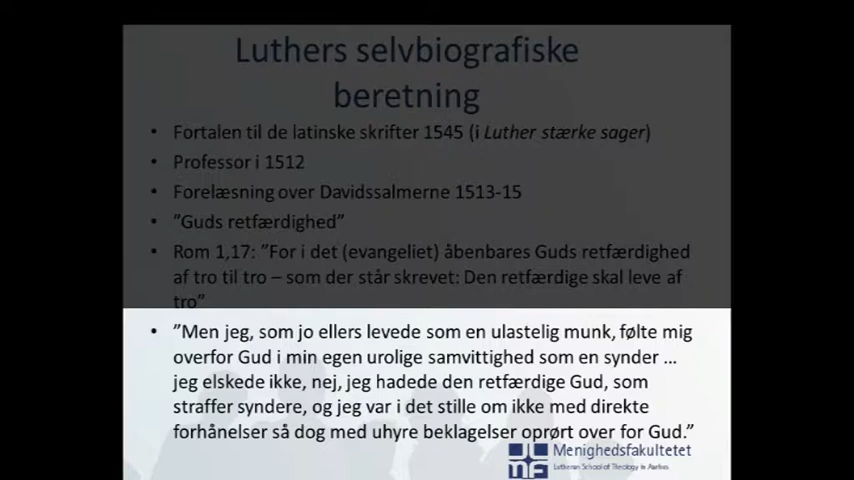 Luthers selvbiografiske
beretning
• Fortalen til de latinske skrifter 1545 (i Luther stærke sager)
• Professor i 1512
• Forelæsning over Davidssalmerne 1513-15
• ”Guds retfærdighed”
• Rom 1,17: ”For i det (evangeliet) åbenbares Guds retfærdighed
af tro til tro – som der står skrevet: Den retfærdige skal leve af
tro”
• ”Men jeg, som jo ellers levede som en ulastelig munk, følte mig
overfor Gud i min egen urolige samvittighed som en synder ...
jeg elskede ikke, nej, jeg hadede den retfærdige Gud, som
straffer syndere, og jeg var i det stille om ikke med direkte
forhånelser så dog med uhyre beklagelser oprørt over for Gud.”
Menighedsfakultetet
Lutheran School of Theology in Aarhus